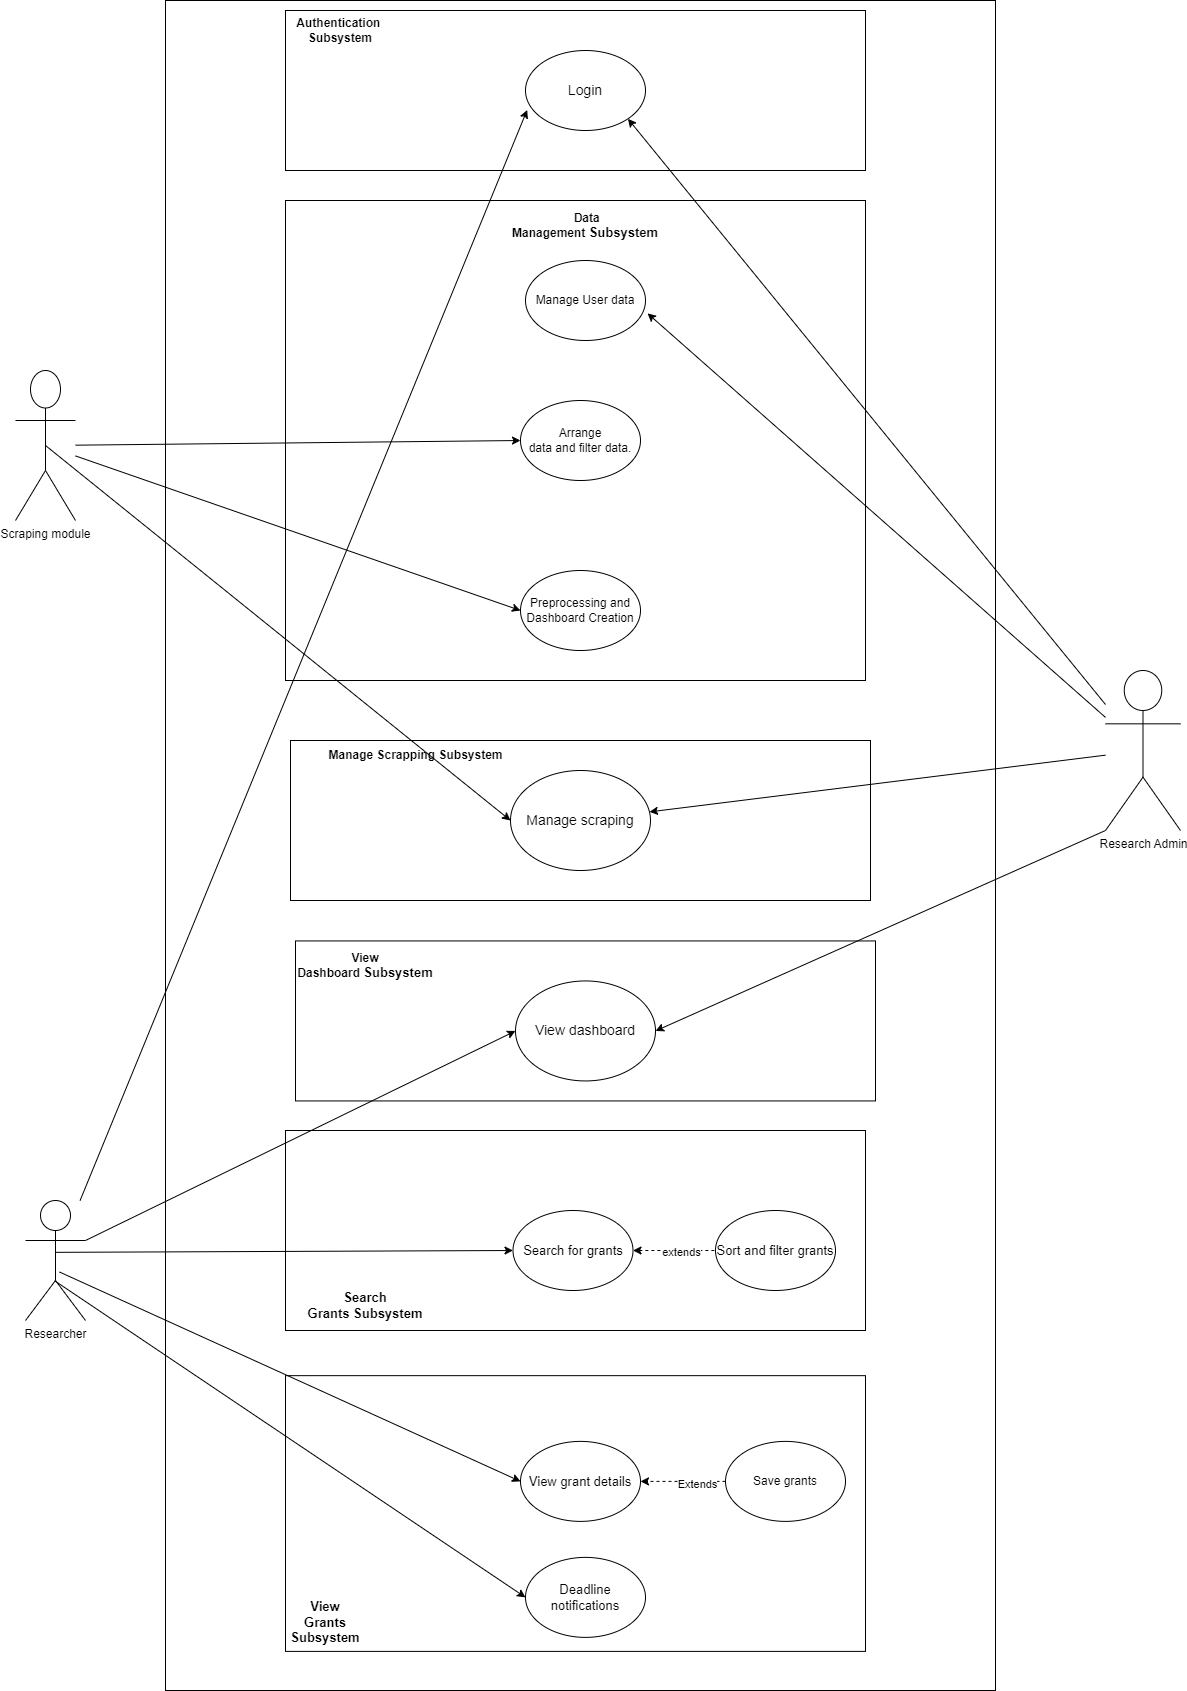 Authentication
Subsystem
Login
Data
Management Subsystem
Manage User data
Arrange
data and filter data.
Scraping module
Preprocessing and
Dashboard Creation
Manage Scrapping Subsystem
Manage scraping
Research Admin
View
Dashboard Subsystem
View dashboard
Search for grants
extends
Sort and filter grants
Search
Grants Subsystem
Researcher
View grant details
Extends
Save grants
Deadline
notifications
View
Grants
Subsystem